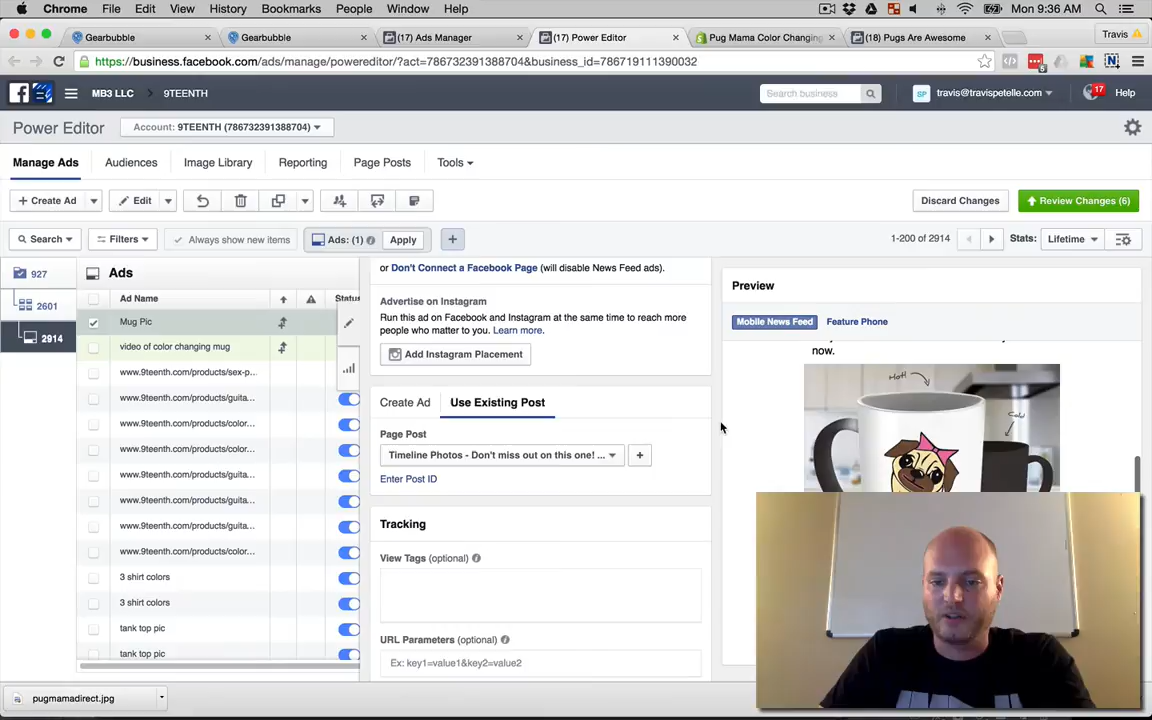 Chrome File Edit View History Bookmarks People Window Help Mon 9:36 AM
Gearbubble Gearbubble (17) Ads Manager (17) Power Editor Pug Mama Color Changing (18) Pugs Are Awesome Travis
https://business.facebook.com/ads/manage/powereditor/?act=786732391388704&business_id=786719111390032
MB3 LLC > 9TEENTH Search business SP travis@travispetelle.com 17 Help
Power Editor Account: 9TEENTH (786732391388704)
Manage Ads Audiences Image Library Reporting Page Posts Tools
+ Create Ad Edit Discard Changes Review Changes (6)
Search Filters Always show new items Ads: (1) Apply + 1-200 of 2914 Stats: Lifetime
927 Ads
2601
2914
Ad Name Status
Mug Pic
video of color changing mug
www.9teenth.com/products/sex-p...
www.9teenth.com/products/guita...
www.9teenth.com/products/color...
www.9teenth.com/products/color...
www.9teenth.com/products/guita...
www.9teenth.com/products/guita...
www.9teenth.com/products/guita...
www.9teenth.com/products/color...
3 shirt colors
3 shirt colors
tank top pic
tank top pic
or Don't Connect a Facebook Page (will disable News Feed ads).
Advertise on Instagram
Run this ad on Facebook and Instagram at the same time to reach more
people who matter to you. Learn more.
Add Instagram Placement
Create Ad Use Existing Post
Page Post
Timeline Photos - Don't miss out on this one! ... +
Enter Post ID
Tracking
View Tags (optional)
URL Parameters (optional)
Ex: key1=value1&key2=value2
Preview
Mobile News Feed Feature Phone
now.
Hot!
Cold
pugmamadirect.jpg